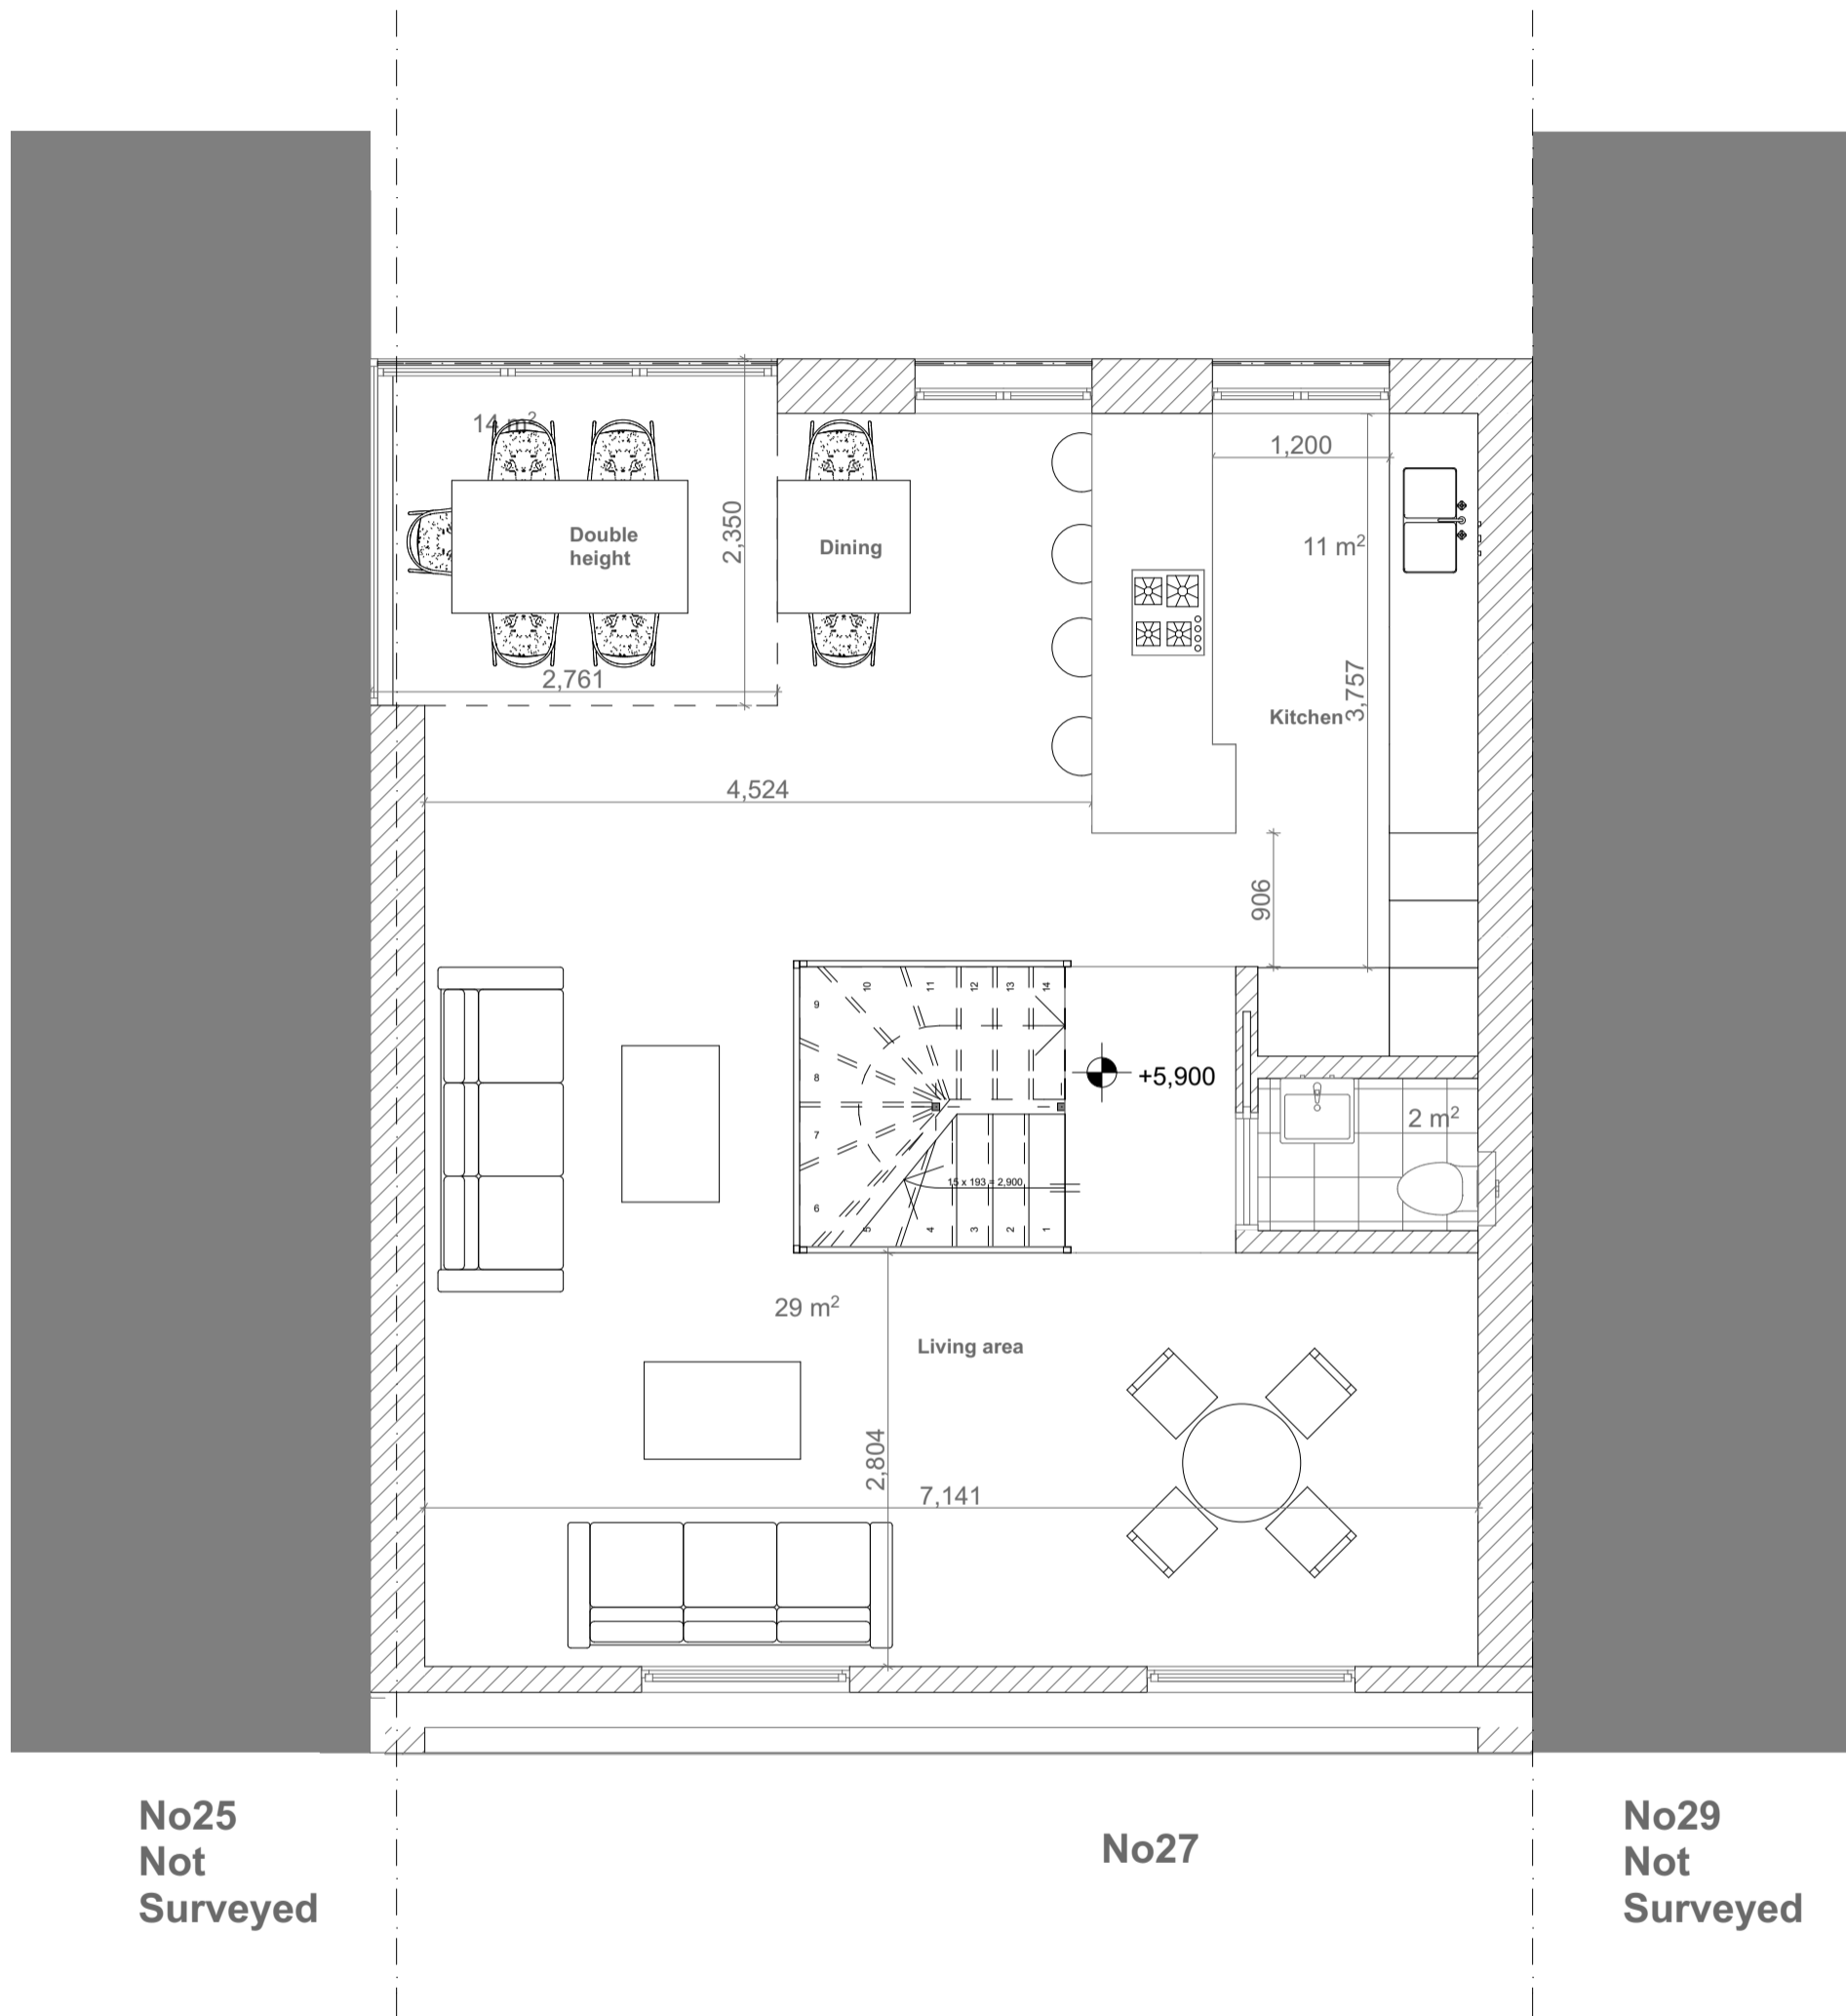 14 m²
1,200
Double
height
2,350
Dining
11 m²
2,761
3,757
Kitchen
4,524
906
9
10
11
12
13
14
8
+5,900
2 m²
7
15 x 193 = 2,900
6
5
4
3
2
1
29 m²
Living area
2,804
7,141
No25
Not
Surveyed
No27
No29
Not
Surveyed